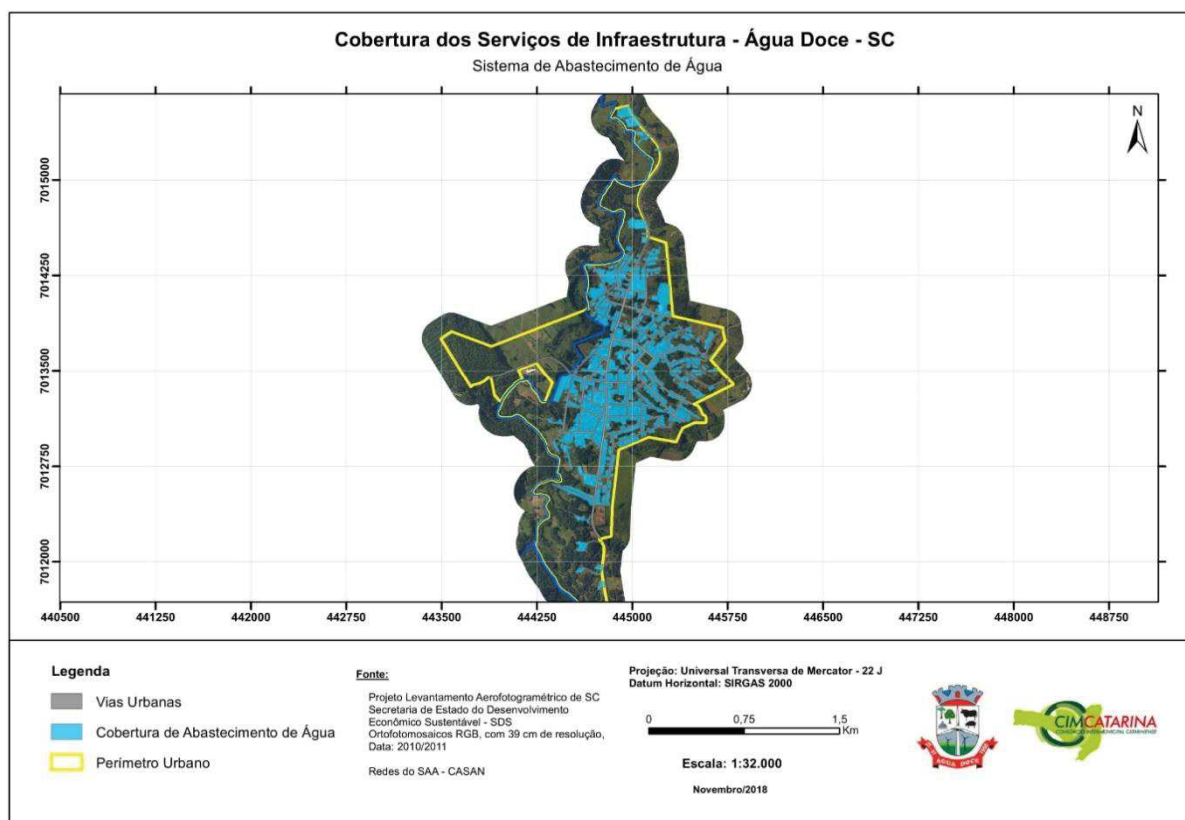 Cobertura dos Serviços de Infraestrutura - Água Doce - SC
Sistema de Abastecimento de Água
N
7015000
7014250
7013500
7012750
7012000
440500 441250 442000 442750 443500 444250 445000 445750 446500 447250 448000 448750
Legenda
Vias Urbanas
Cobertura de Abastecimento de Água
Perímetro Urbano
Fonte:
Projeto Levantamento Aerofotogramétrico de SC
Secretaria de Estado do Desenvolvimento
Econômico Sustentável - SDS
Ortofotomosaicos RGB, com 39 cm de resolução,
Data: 2010/2011
Redes do SAA - CASAN
Projeção: Universal Transversa de Mercator - 22 J
Datum Horizontal: SIRGAS 2000
0 0,75 1,5
Km
Escala: 1:32.000
Novembro/2018
AGUA DOCE
CIMCATARINA
CONSÓRCIO INTERMUNICIPAL CATARINENSE